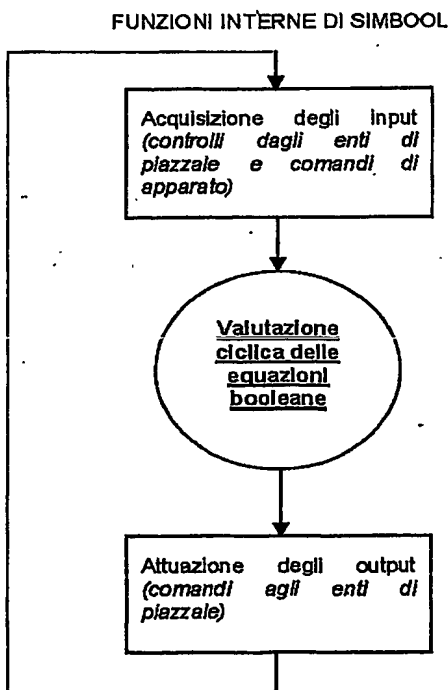 FUNZIONI INTERNE DI SIMBOOL
Acquisizione degli input
(controlli dagli enti di
piazzale e comandi di
apparato)
Valutazione
ciclica delle
equazioni
booleane
Attuazione degli output
(comandi agli enti di
piazzale)